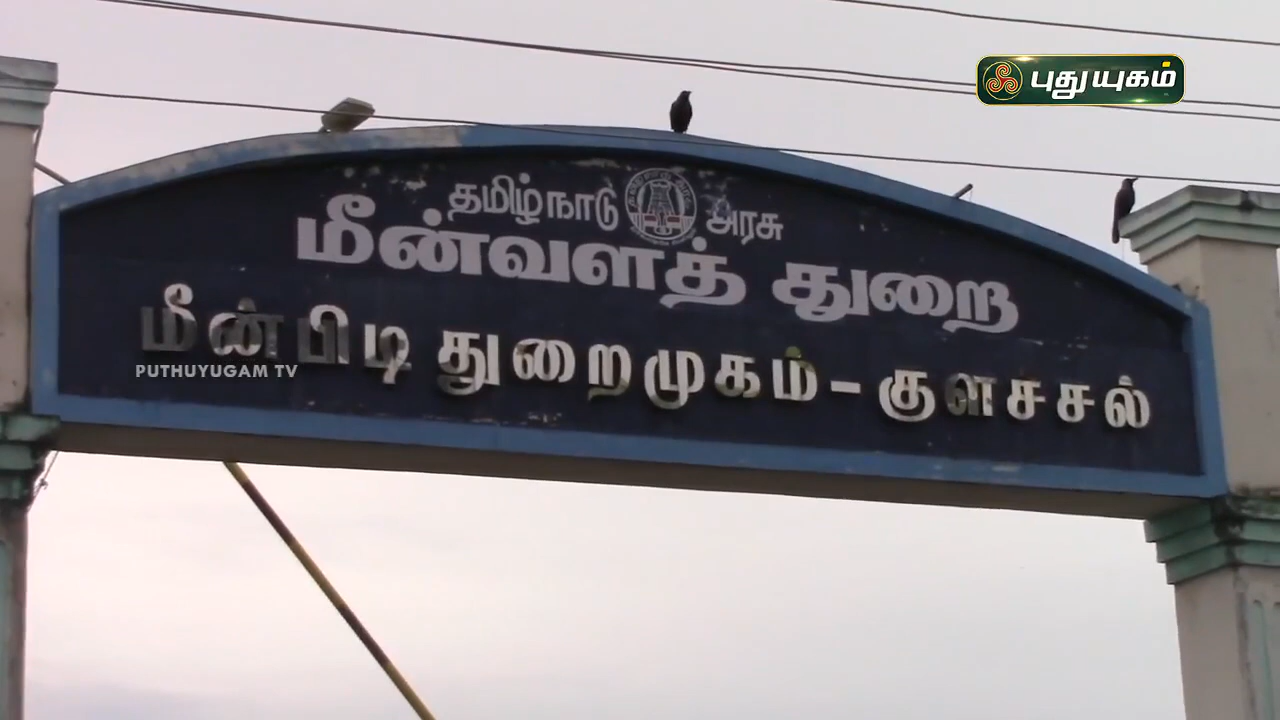 புதுயுகம்
தமிழ்நாடு அரசு
மீன்வளத் துறை
மீன்பிடி துறைமுகம் - குளச்சல்
PUTHUYUGAM TV